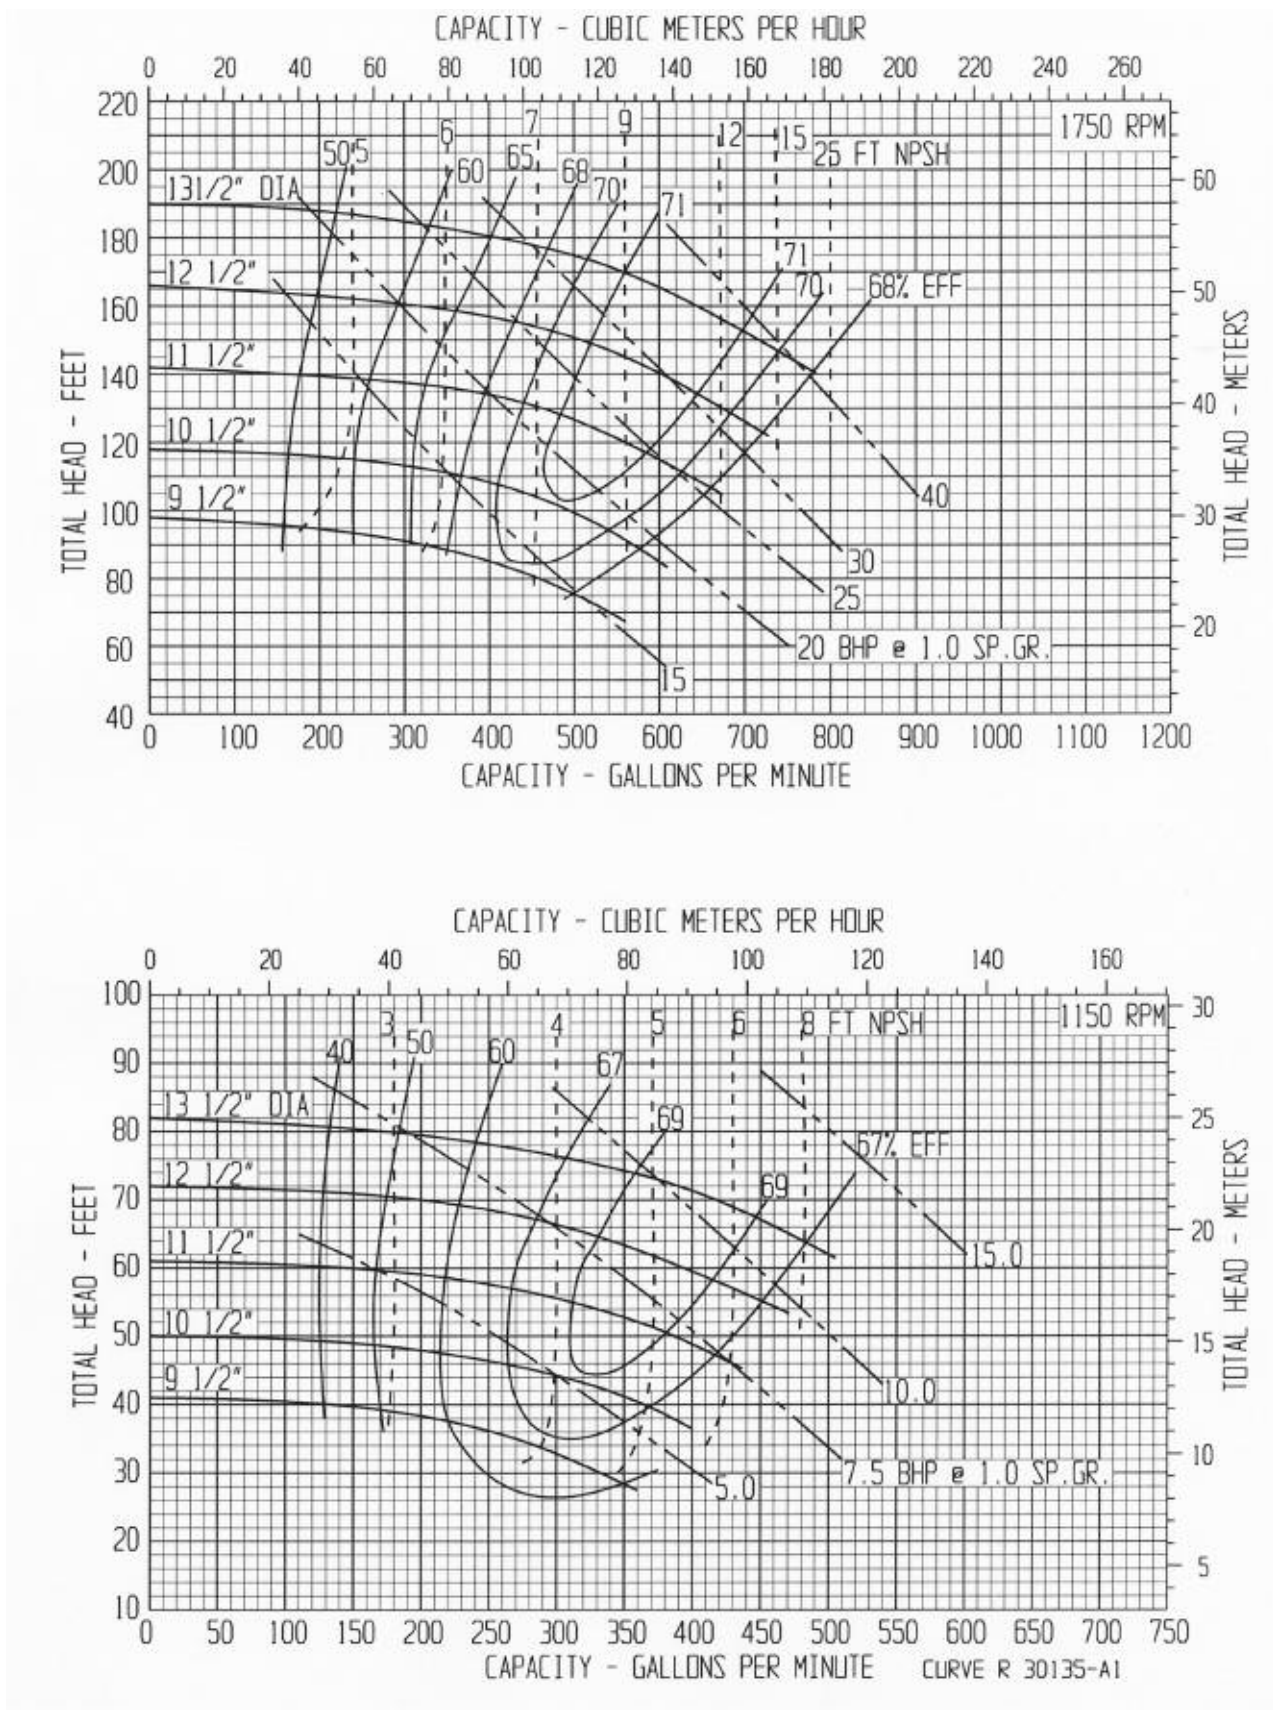 CAPACITY - CUBIC METERS PER HOUR
0 20 40 60 80 100 120 140 160 180 200 220 240 260
220 200 180 160 140 120 100 80 60 40
TOTAL HEAD - FEET
60 50 40 30 20
TOTAL HEAD - METERS
1750 RPM
5 6 7 9 12 15 25 FT NPSH
50 60 65 68 70 71
71 70 68% EFF
131/2" DIA
12 1/2"
11 1/2"
10 1/2"
9 1/2"
40
30
25
20 BHP @ 1.0 SP.GR.
15
0 100 200 300 400 500 600 700 800 900 1000 1100 1200
CAPACITY - GALLONS PER MINUTE
CAPACITY - CUBIC METERS PER HOUR
0 20 40 60 80 100 120 140 160
100 90 80 70 60 50 40 30 20 10
TOTAL HEAD - FEET
30 25 20 15 10 5
TOTAL HEAD - METERS
1150 RPM
3 4 5 6 8 FT NPSH
40 50 60 67 69
69 67% EFF
13 1/2" DIA
12 1/2"
11 1/2"
10 1/2"
9 1/2"
15.0
10.0
7.5 BHP @ 1.0 SP.GR.
5.0
0 50 100 150 200 250 300 350 400 450 500 550 600 650 700 750
CAPACITY - GALLONS PER MINUTE
CURVE R 30135-A1